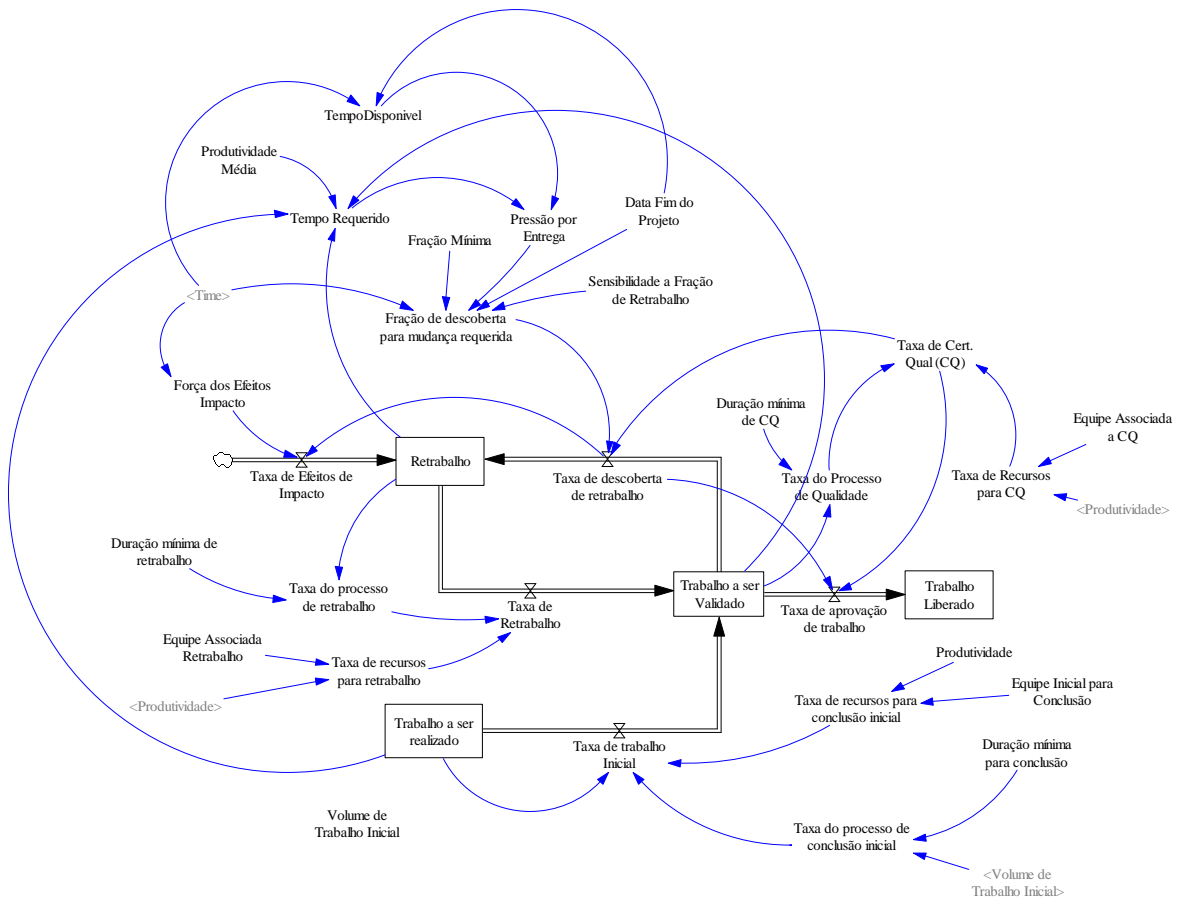 TempoDisponivel
Produtividade
Média
Tempo Requerido
Pressão por
Entrega
Data Fim do
Projeto
Fração Mínima
Sensibilidade a Fração
de Retrabalho
<Time>
Fração de descoberta
para mudança requerida
Taxa de Cert.
Qual (CQ)
Força dos Efeitos
Impacto
Duração mínima
de CQ
Equipe Associada
a CQ
Retrabalho
Taxa de Efeitos de
Impacto
Taxa de descoberta
de retrabalho
Taxa do Processo
de Qualidade
Taxa de Recursos
para CQ
<Produtividade>
Duração mínima de
retrabalho
Taxa do processo
de retrabalho
Taxa de
Retrabalho
Trabalho a ser
Validado
Taxa de aprovação
de trabalho
Trabalho
Liberado
Equipe Associada
Retrabalho
Taxa de recursos
para retrabalho
<Produtividade>
Produtividade
Equipe Inicial para
Conclusão
Taxa de recursos para
conclusão inicial
Trabalho a ser
realizado
Taxa de trabalho
Inicial
Duração mínima
para conclusão
Volume de
Trabalho Inicial
Taxa do processo de
conclusão inicial
<Volume de
Trabalho Inicial>